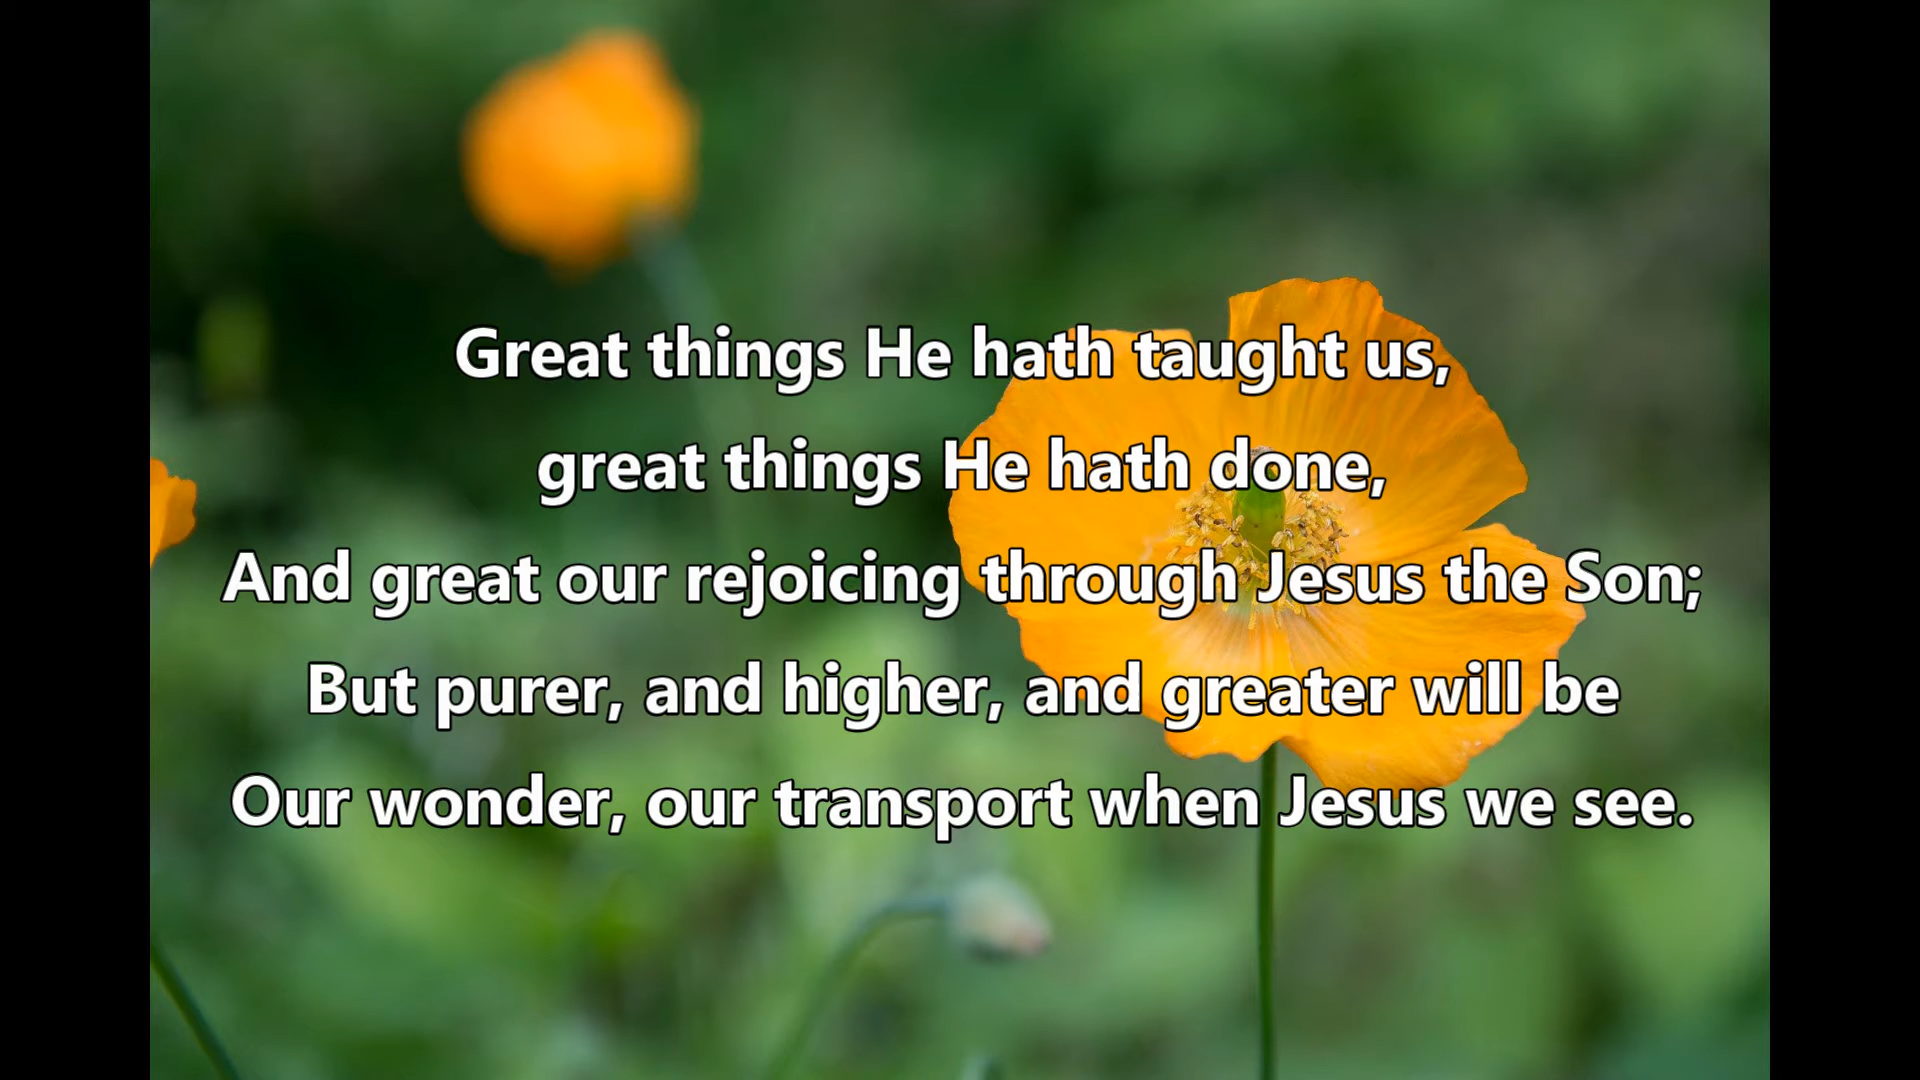 Great things He hath taught us,
great things He hath done,
And great our rejoicing through Jesus the Son;
But purer, and higher, and greater will be
Our wonder, our transport when Jesus we see.